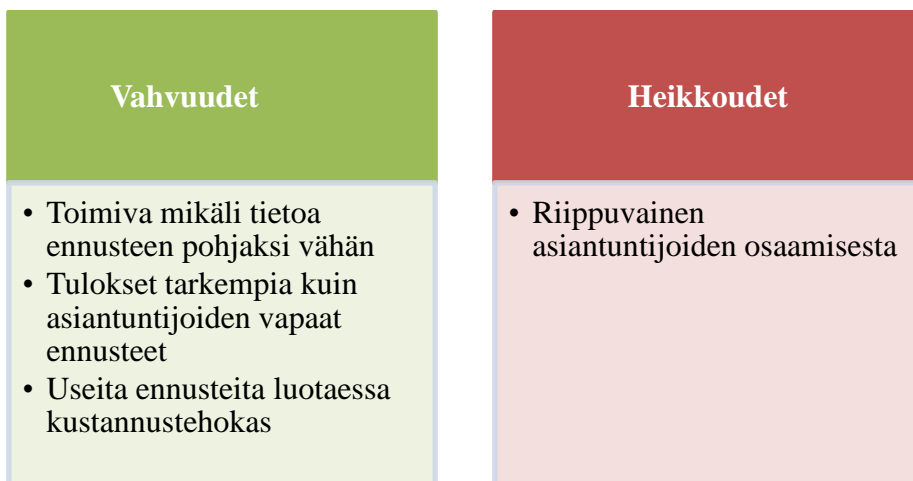 Vahvuudet
• Toimiva mikäli tietoa
ennusteen pohjaksi vähän
• Tulokset tarkempia kuin
asiantuntijoiden vapaat
ennusteet
• Useita ennusteita luotaessa
kustannustehokas
Heikkoudet
• Riippuvainen
asiantuntijoiden osaamisesta